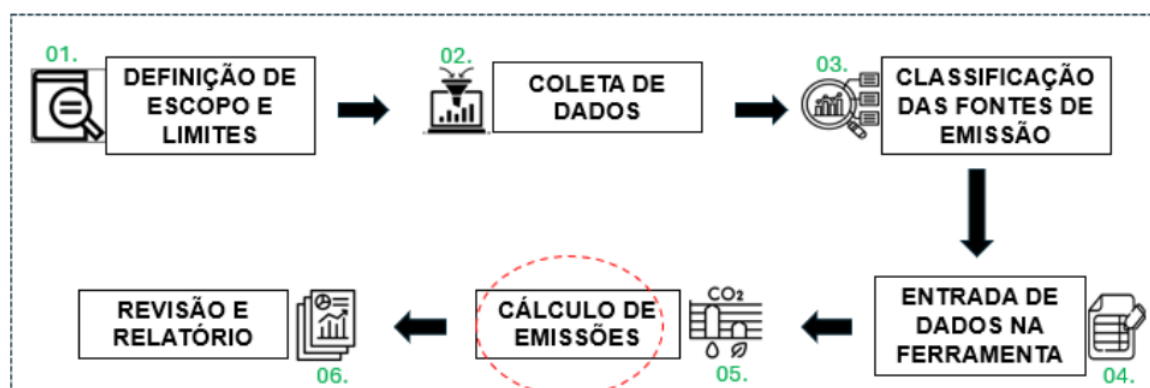 01.
DEFINIÇÃO DE
ESCOPO E
LIMITES
02.
COLETA DE
DADOS
03.
CLASSIFICAÇÃO
DAS FONTES DE
EMISSÃO
ENTRADA DE
DADOS NA
FERRAMENTA
04.
CO2
CÁLCULO DE
EMISSÕES
05.
REVISÃO E
RELATÓRIO
06.